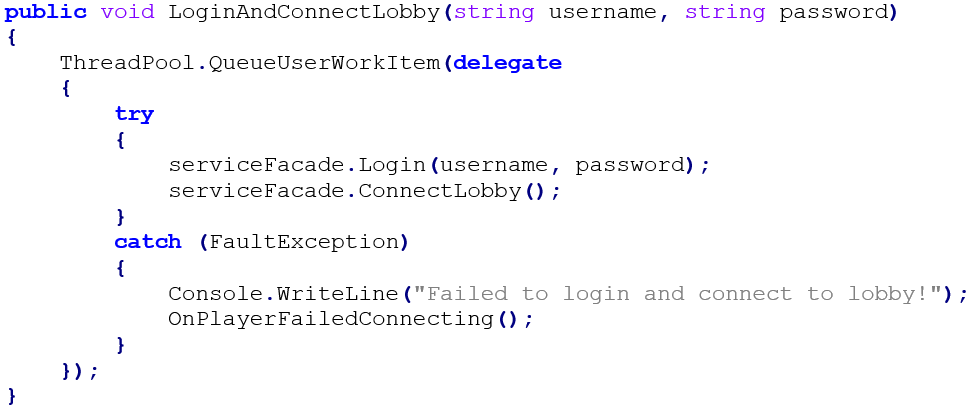 public void LoginAndConnectLobby(string username, string password)
{
    ThreadPool.QueueUserWorkItem(delegate
    {
        try
        {
            serviceFacade.Login(username, password);
            serviceFacade.ConnectLobby();
        }
        catch (FaultException)
        {
            Console.WriteLine("Failed to login and connect to lobby!");
            OnPlayerFailedConnecting();
        }
    });
}